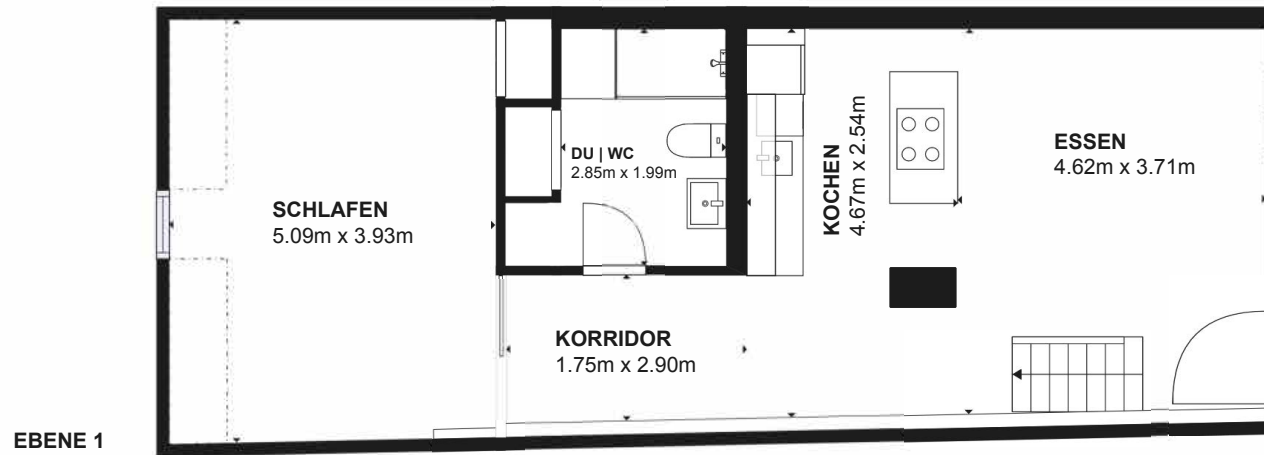 SCHLAFEN
5.09m x 3.93m
DU | WC
2.85m x 1.99m
KORRIDOR
1.75m x 2.90m
KOCHEN
4.67m x 2.54m
ESSEN
4.62m x 3.71m
EBENE 1